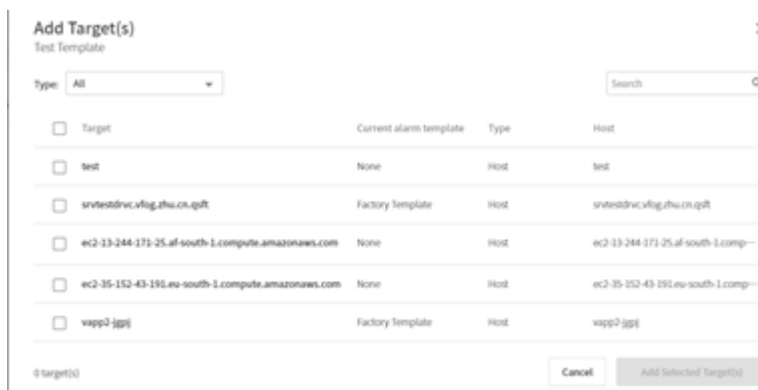 Add Target(s)
Test Template
Type: All Search
Target Current alarm template Type Host
test None Host test
srvtestdrvc.vfog.zhu.cn.qsft Factory Template Host srvtestdrvc.vfog.zhu.cn.qsft
ec2-13-244-171-25.af-south-1.compute.amazonaws.com None Host ec2-13-244-171-25.af-south-1.comp...
ec2-35-152-43-191.eu-south-1.compute.amazonaws.com None Host ec2-35-152-43-191.eu-south-1.comp...
vapp2-jgpj Factory Template Host vapp2-jgpj
0 target(s) Cancel Add Selected Target(s)